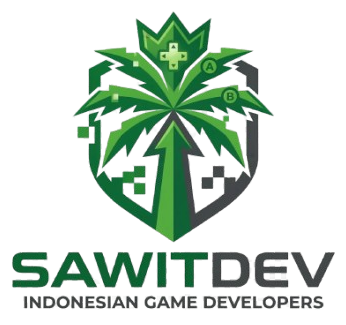 A
B
SAWITDEV
INDONESIAN GAME DEVELOPERS